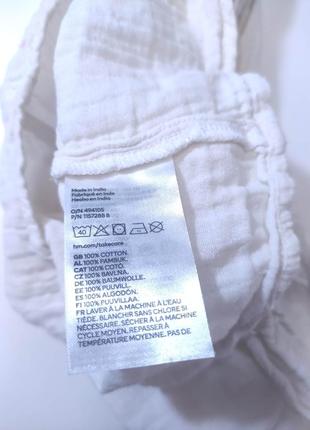 Made in India
Fabriqué en Inde
Hecho en India
O/N 494105
P/N 1157288 8
40
hm.com/takecare
GB 100% COTTON.
AL 100% PAMBUK.
CAT 100% COTÓ.
CZ 100% BAVLNA.
DE 100% BAUMWOLLE.
EE 100% PUUVILL.
ES 100% ALGODÓN.
FI 100% PUUVILLAA.
FR LAVER À LA MACHINE À L'EAU
TIÈDE. BLANCHIR SANS CHLORE SI
NÉCESSAIRE. SÉCHER À LA MACHINE
CYCLE MOYEN. REPASSER À
TEMPÉRATURE MOYENNE. PAS DE